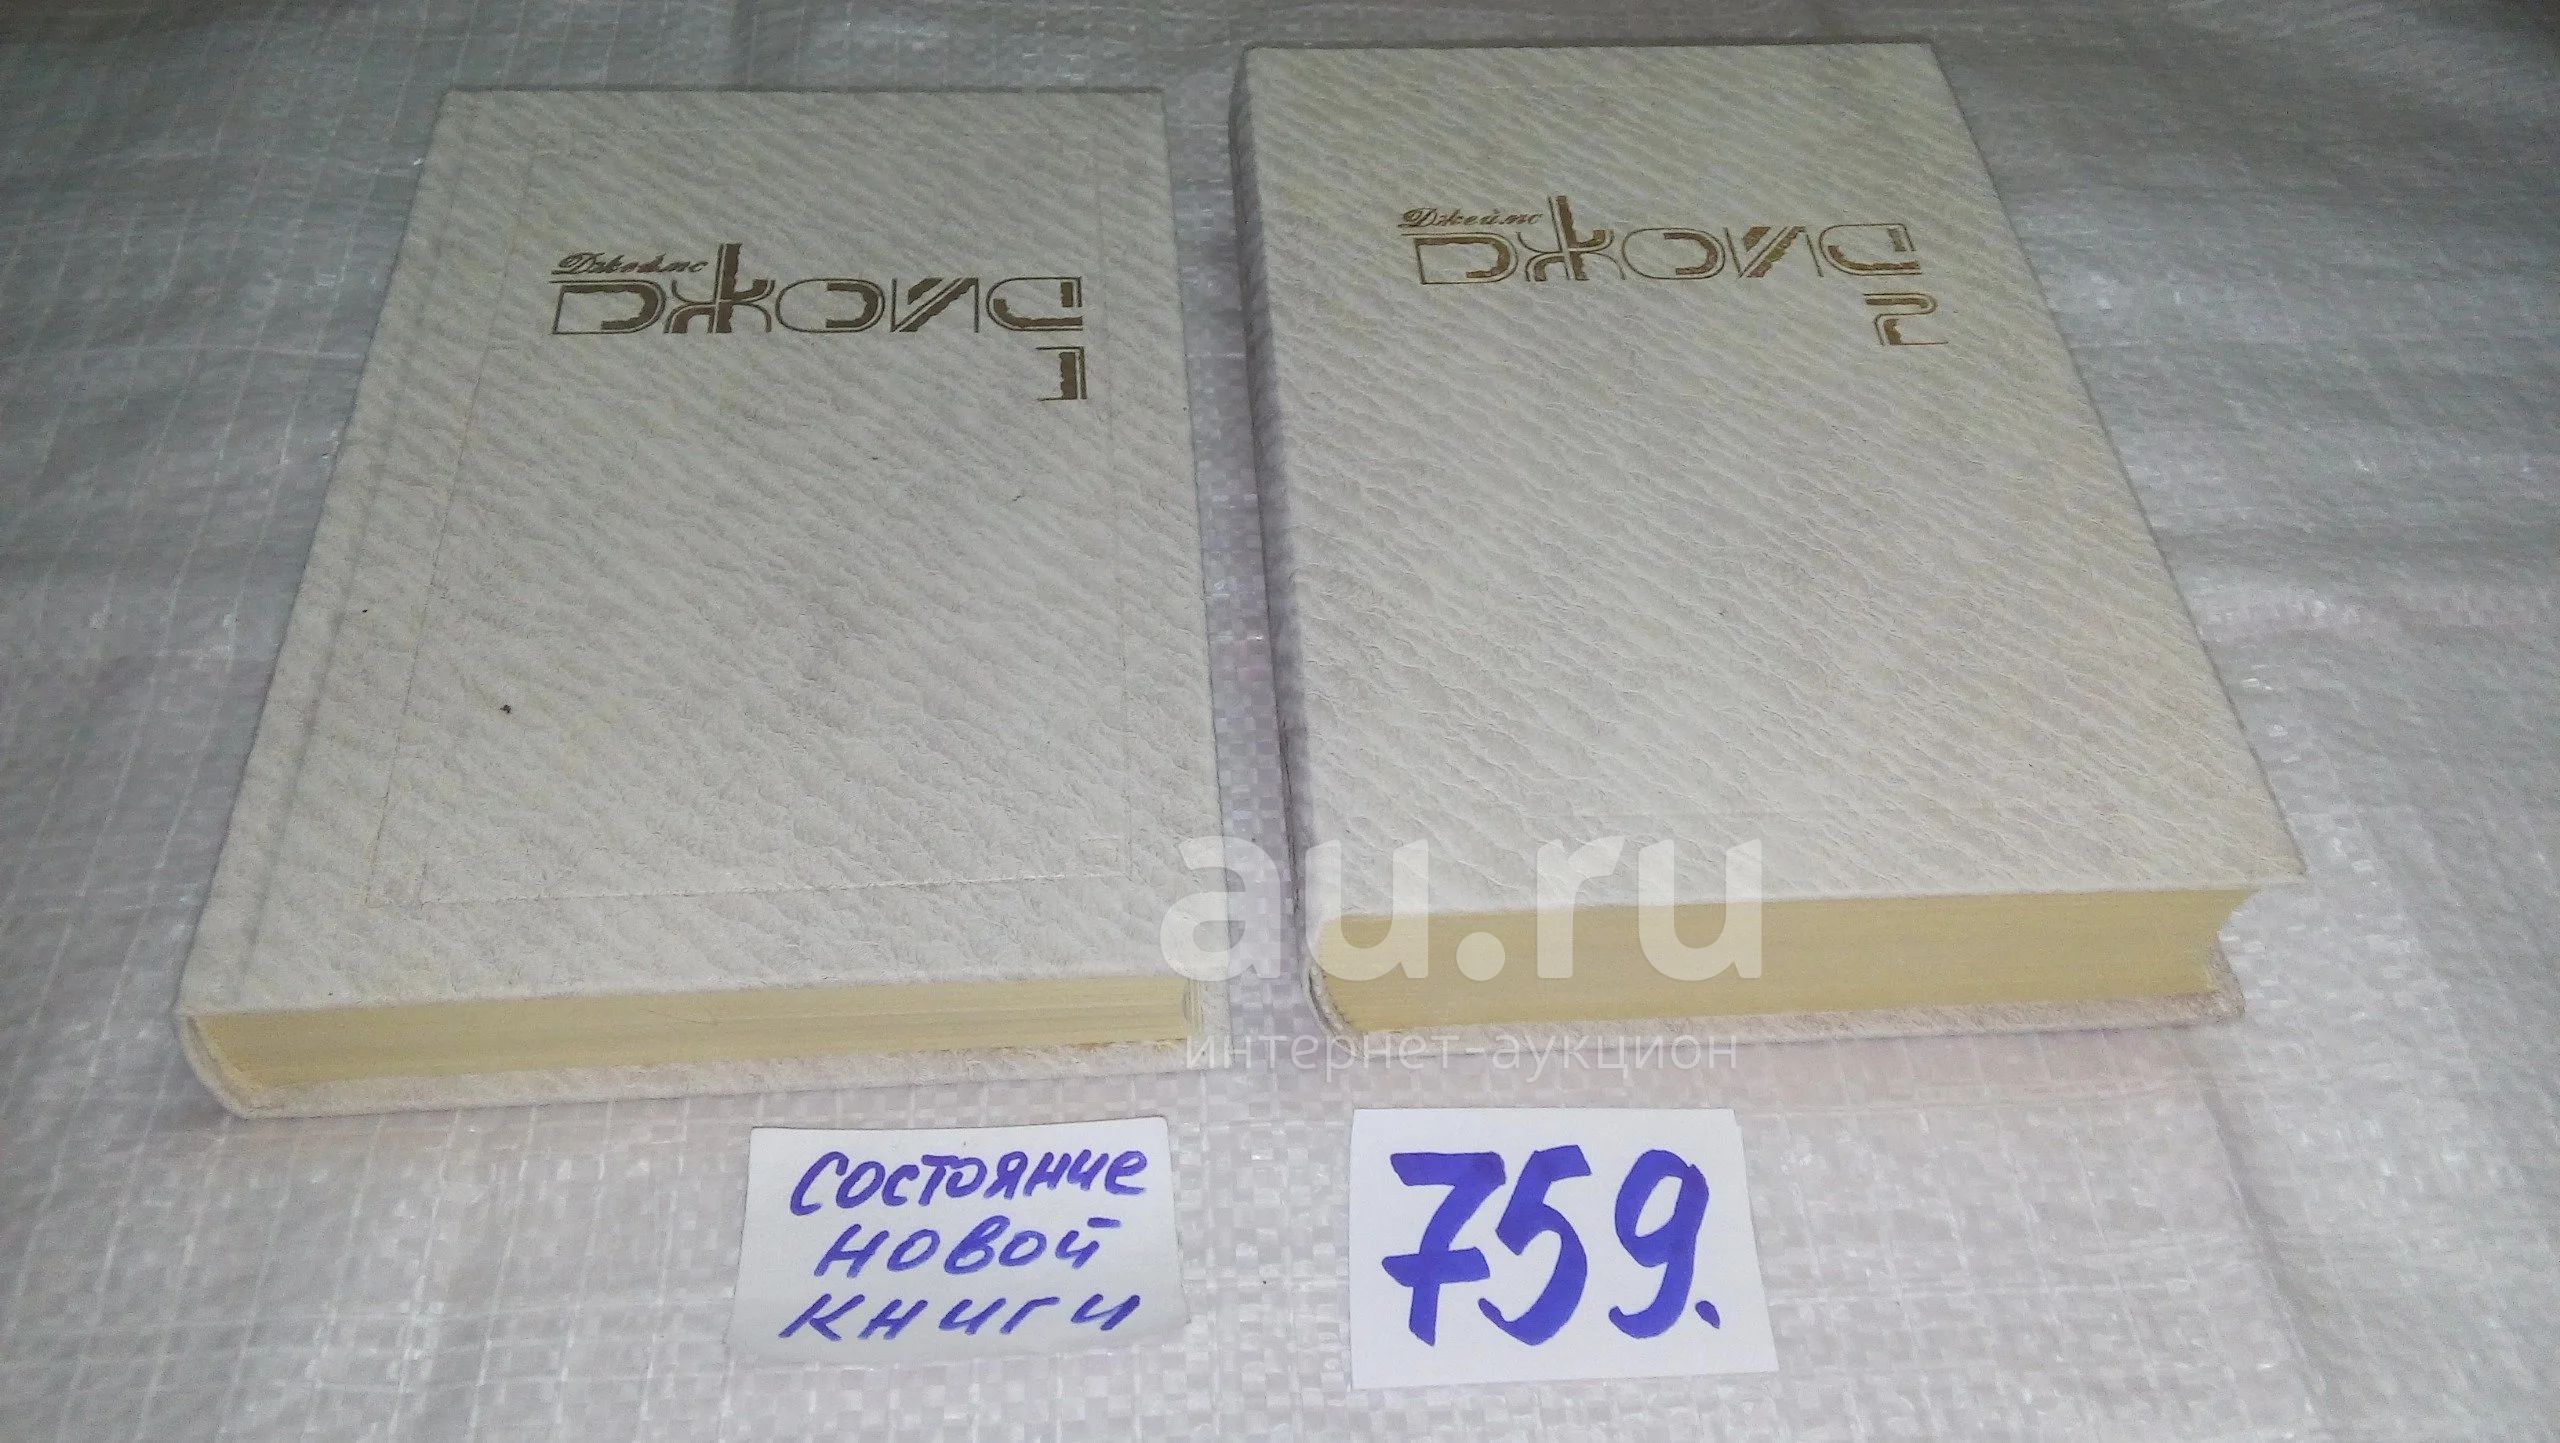 Джеймс
ДЖОЙС
1
Джеймс
ДЖОЙС
2
au.ru
интернет-аукцион
состояние
новой
книги
759.